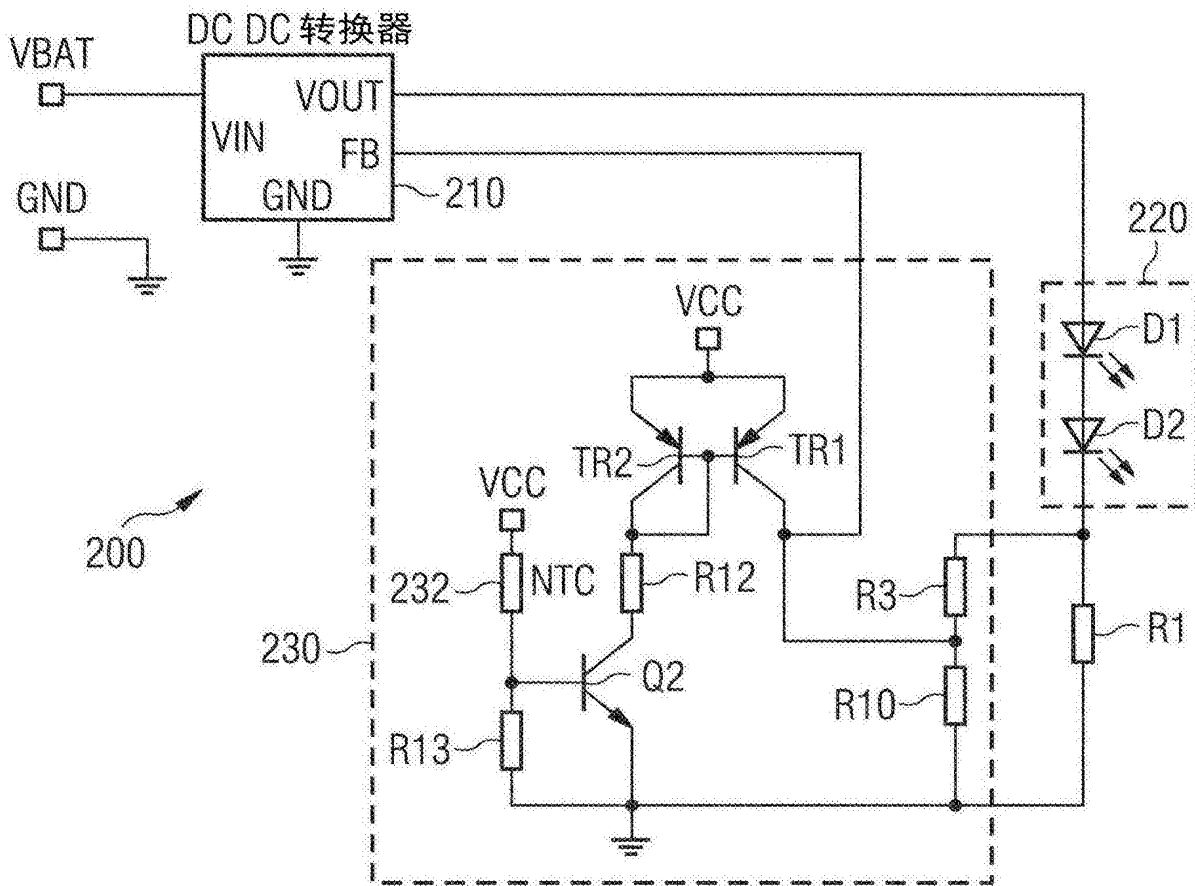 DC DC 转换器
VBAT
VOUT
VIN
FB
GND
210
GND
220
VCC
D1
D2
TR2
TR1
VCC
200
232
NTC
R12
R3
R1
230
Q2
R10
R13